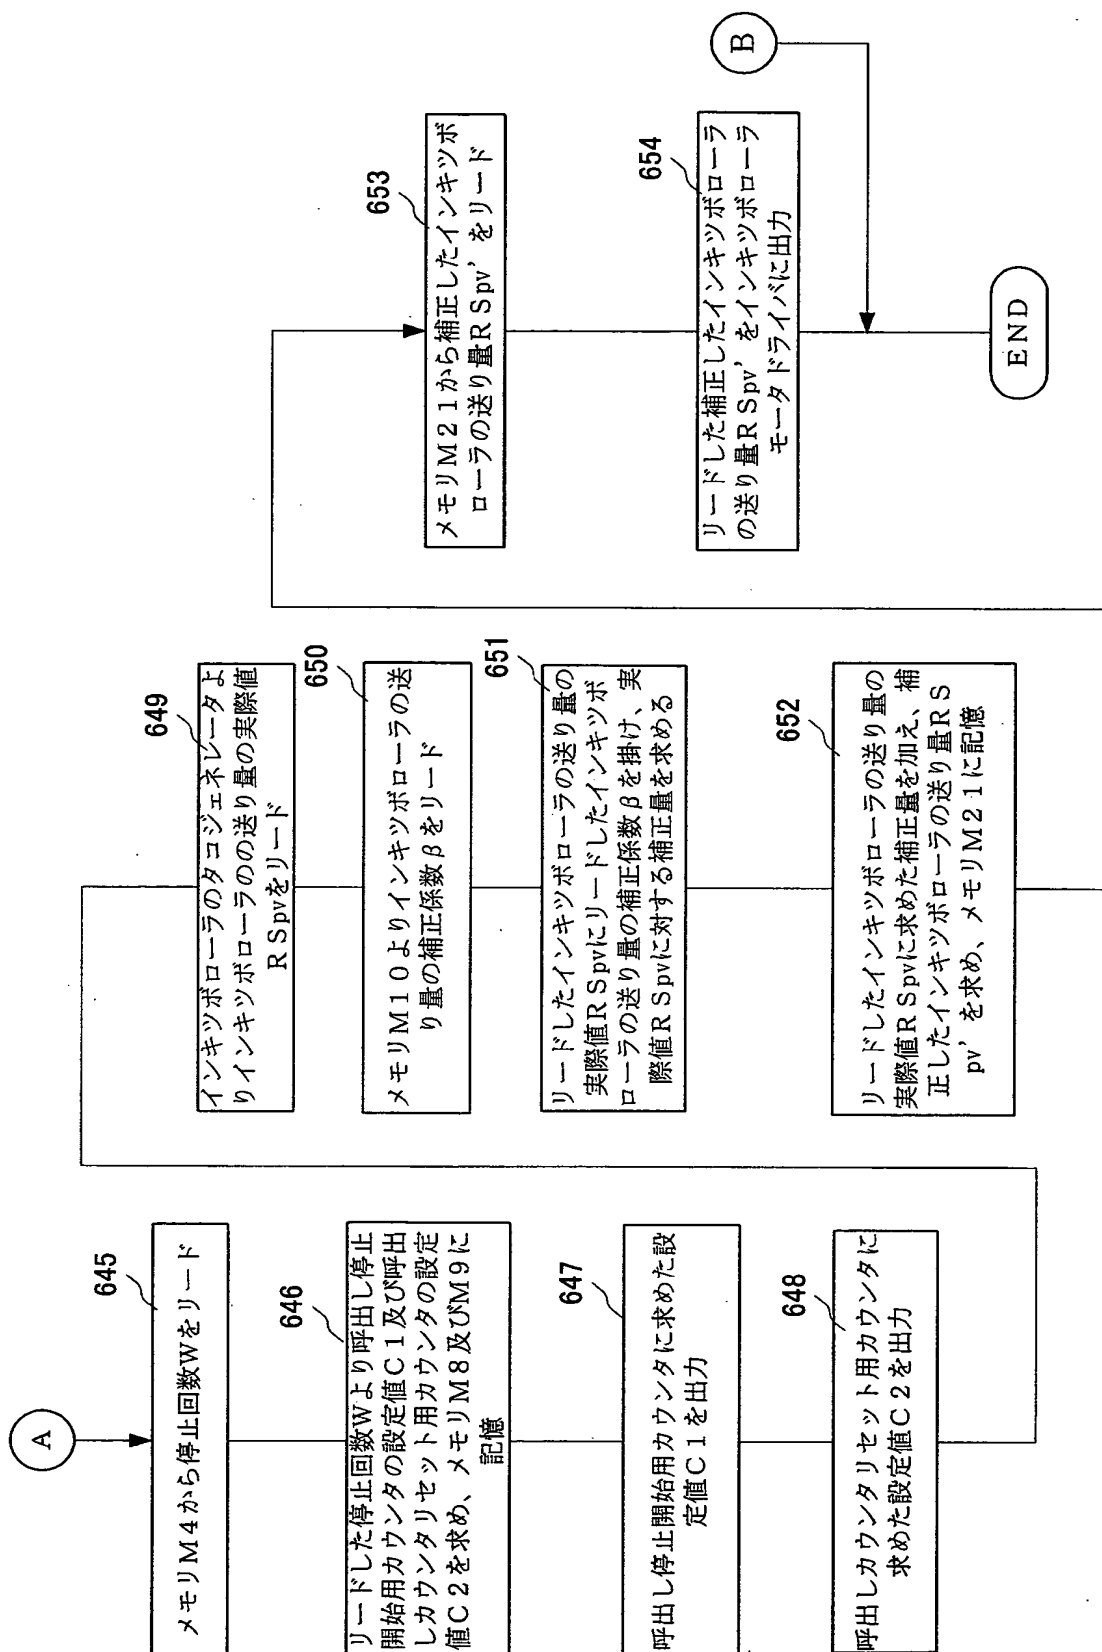 A
645
メモリM4から停止回数Wをリード
646
リードした停止回数Wより呼出し停止
開始用カウンタの設定値C1及び呼出
しカウンタリセット用カウンタの設定
値C2を求め、メモリM8及びM9に
記憶
647
呼出し停止開始用カウンタに求めた設
定値C1を出力
648
呼出しカウンタリセット用カウンタに
求めた設定値C2を出力
649
インキツボローラのタコジェネレータよ
りインキツボローラのの送り量の実際値
RSpvをリード
650
メモリM10よりインキツボローラの送
り量の補正係数βをリード
651
リードしたインキツボローラの送り量の
実際値RSpvにリードしたインキツボ
ローラの送り量の補正係数βを掛け、実
際値RSpvに対する補正量を求める
652
リードしたインキツボローラの送り量の
実際値RSpvに求めた補正量を加え、補
正したインキツボローラの送り量RS
pv’を求め、メモリM21に記憶
653
メモリM21から補正したインキツボ
ローラの送り量RSpv’をリード
654
リードした補正したインキツボローラ
の送り量RSpv’をインキツボローラ
モータドライバに出力
B
END